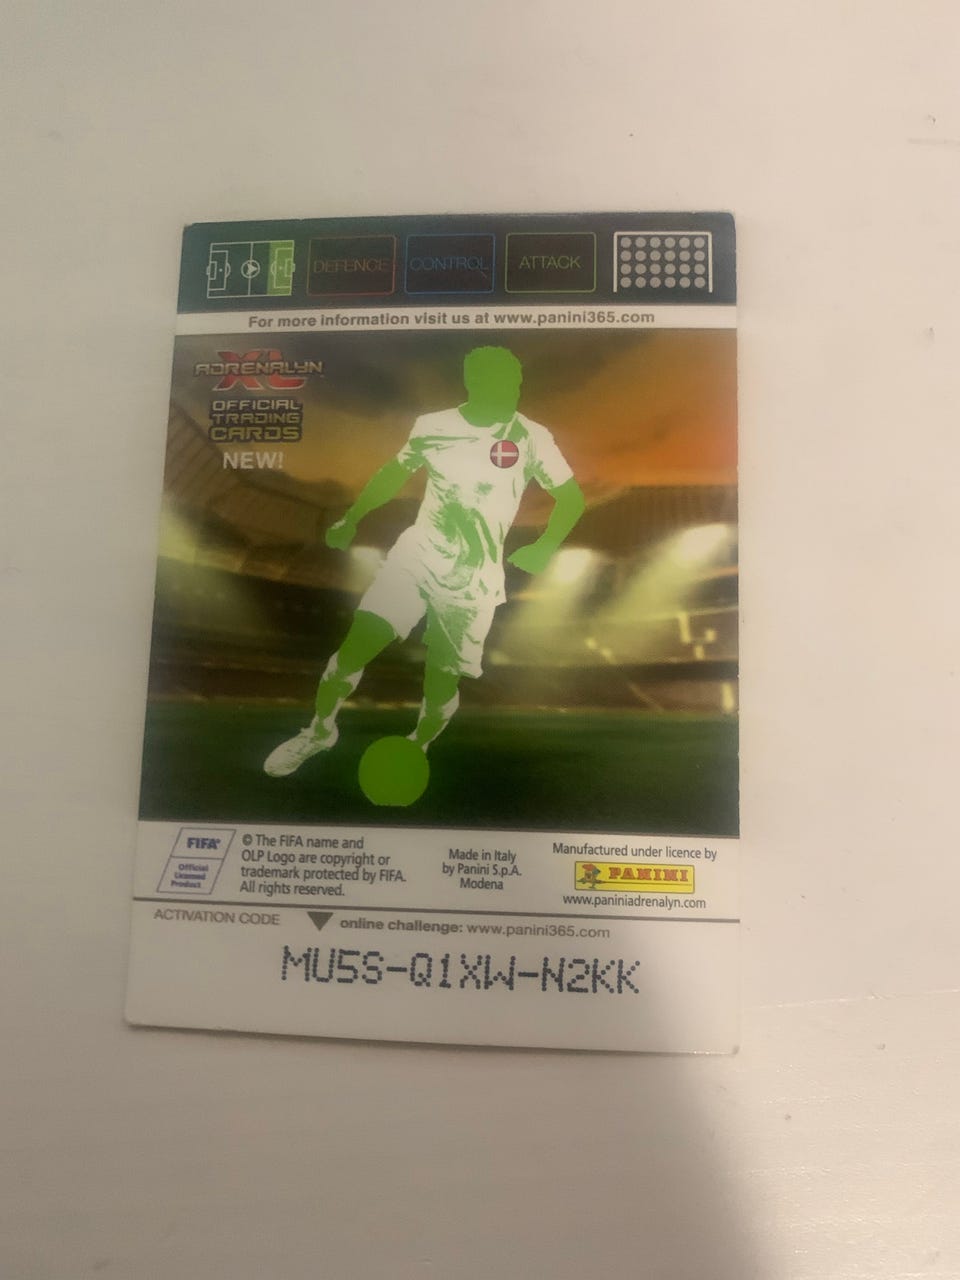 DEFENCE CONTROL ATTACK
For more information visit us at www.panini365.com
ADRENALYN
XL
OFFICIAL
TRADING
CARDS
NEW!
FIFA®
Official
Licensed
Product
© The FIFA name and
OLP Logo are copyright or
trademark protected by FIFA.
All rights reserved.
Made in Italy
by Panini S.p.A.
Modena
Manufactured under licence by
PANINI
www.paniniadrenalyn.com
ACTIVATION CODE online challenge: www.panini365.com
MU5S-Q1XW-N2KK